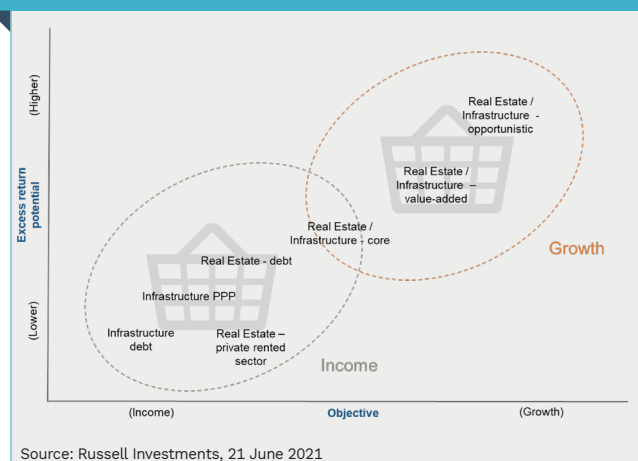 (Higher)
Excess return
potential
(Lower)
Real Estate /
Infrastructure -
opportunistic
Real Estate /
Infrastructure –
value-added
Growth
Real Estate /
Infrastructure - core
Real Estate - debt
Infrastructure PPP
Infrastructure
debt
Real Estate –
private rented
sector
Income
(Income)
Objective
(Growth)
Source: Russell Investments, 21 June 2021